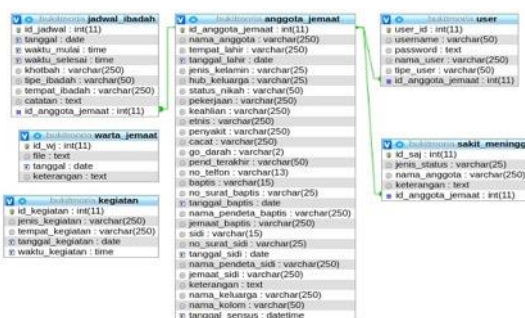 bukitmoria jadwal_ibadah
id_jadwal : int(11)
tanggal : date
waktu_mulai : time
waktu_selesai : time
khotbah : varchar(250)
tipe_ibadah : varchar(50)
tempat_ibadah : varchar(250)
catatan : text
id_anggota_jemaat : int(11)
bukitmoria warta_jemaat
id_wj : int(11)
file : text
tanggal : date
keterangan : text
bukitmoria kegiatan
id_kegiatan : int(11)
jenis_kegiatan : varchar(250)
tempat_kegiatan : varchar(250)
tanggal_kegiatan : date
waktu_kegiatan : time
bukitmoria anggota_jemaat
id_anggota_jemaat : int(11)
nama_anggota : varchar(250)
tempat_lahir : varchar(250)
tanggal_lahir : date
jenis_kelamin : varchar(25)
hub_keluarga : varchar(25)
status_nikah : varchar(50)
pekerjaan : varchar(250)
keahlian : varchar(250)
etnis : varchar(250)
penyakit : varchar(250)
cacat : varchar(250)
go_darah : varchar(2)
pend_terakhir : varchar(50)
no_telfon : varchar(13)
baptis : varchar(15)
no_surat_baptis : varchar(25)
tanggal_baptis : date
nama_pendeta_baptis : varchar(250)
jemaat_baptis : varchar(250)
sidi : varchar(15)
no_surat_sidi : varchar(25)
tanggal_sidi : date
nama_pendeta_sidi : varchar(250)
jemaat_sidi : varchar(250)
keterangan : text
nama_keluarga : varchar(250)
nama_kolom : varchar(50)
tanggal_sensus : datetime
bukitmoria user
user_id : int(11)
username : varchar(50)
password : text
nama_user : varchar(250)
tipe_user : varchar(50)
id_anggota_jemaat : int(11)
bukitmoria sakit_mening
id_saj : int(11)
jenis_status : varchar(25)
nama_anggota : varchar(250)
keterangan : text
id_anggota_jemaat : int(11)